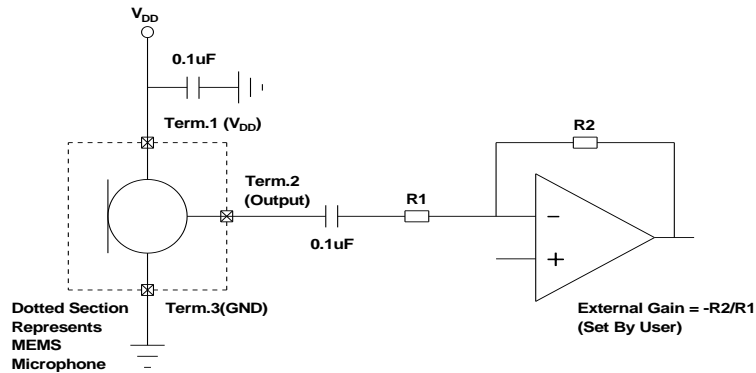 VDD
0.1uF
Term.1 (VDD)
R2
Term.2
(Output)
R1
0.1uF
−
+
Term.3(GND)
Dotted Section
Represents
MEMS
Microphone
External Gain = -R2/R1
(Set By User)